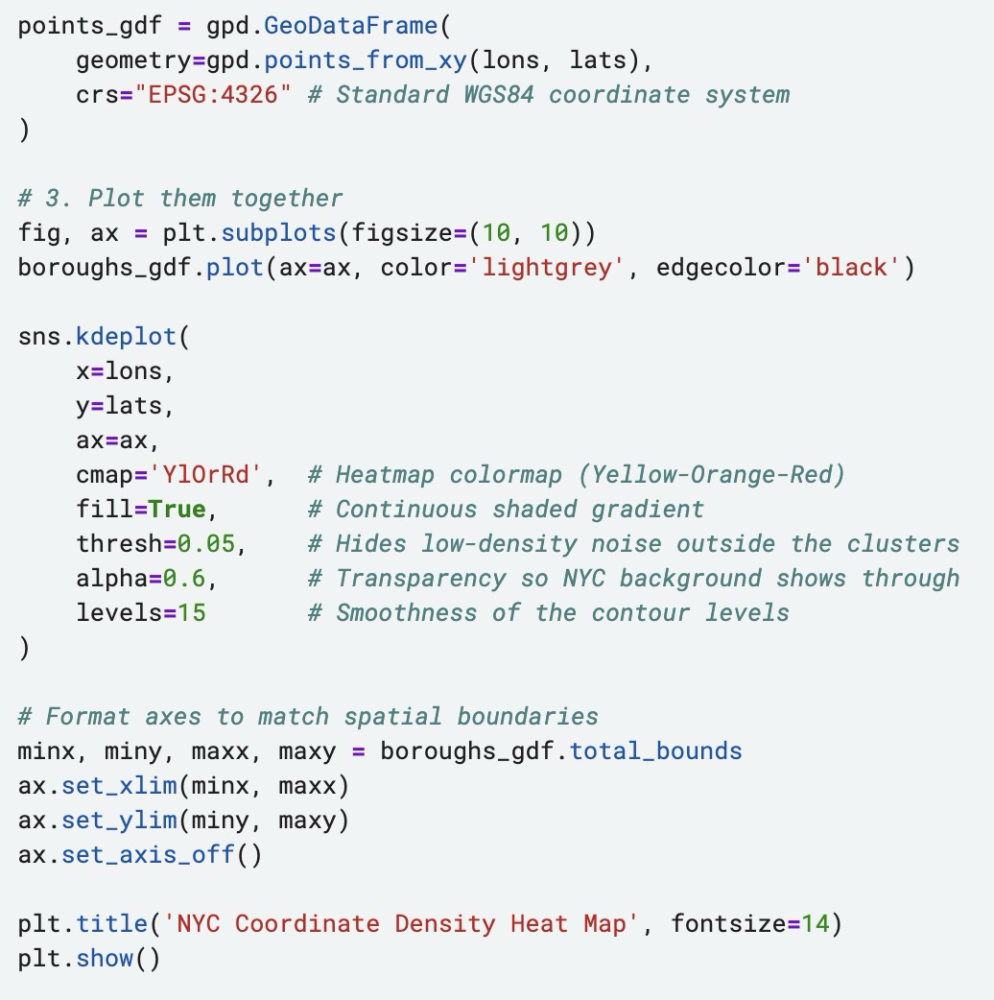 points_gdf = gpd.GeoDataFrame(
    geometry=gpd.points_from_xy(lons, lats),
    crs="EPSG:4326" # Standard WGS84 coordinate system
)

# 3. Plot them together
fig, ax = plt.subplots(figsize=(10, 10))
boroughs_gdf.plot(ax=ax, color='lightgrey', edgecolor='black')

sns.kdeplot(
    x=lons,
    y=lats,
    ax=ax,
    cmap='YlOrRd',  # Heatmap colormap (Yellow-Orange-Red)
    fill=True,      # Continuous shaded gradient
    thresh=0.05,    # Hides low-density noise outside the clusters
    alpha=0.6,      # Transparency so NYC background shows through
    levels=15       # Smoothness of the contour levels
)

# Format axes to match spatial boundaries
minx, miny, maxx, maxy = boroughs_gdf.total_bounds
ax.set_xlim(minx, maxx)
ax.set_ylim(miny, maxy)
ax.set_axis_off()

plt.title('NYC Coordinate Density Heat Map', fontsize=14)
plt.show()